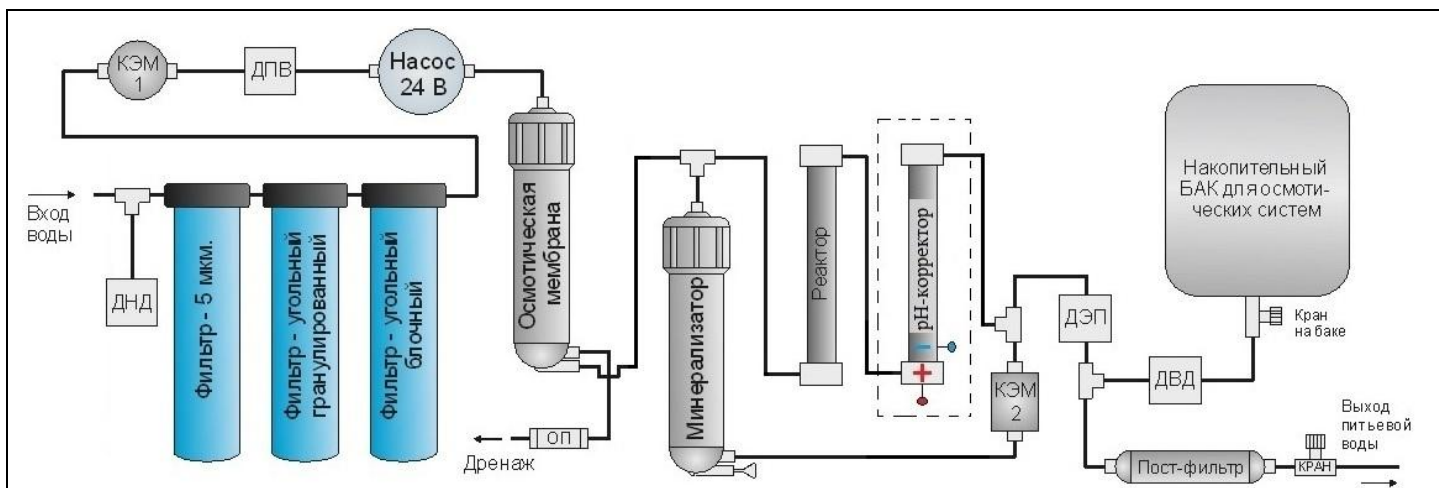 КЭМ
1
ДПВ
Насос
24 В
Вход
воды
ДНД
Фильтр - 5 мкм.
Фильтр - угольный
гранулированный
Фильтр - угольный
блочный
Осмотическая
мембрана
Дренаж
ОП
Минерализатор
Реактор
pH-корректор
–
+
КЭМ
2
ДЭП
ДВД
Накопительный
БАК для осмоти-
ческих систем
Кран
на баке
Пост-фильтр
КРАН
Выход
питьевой
воды